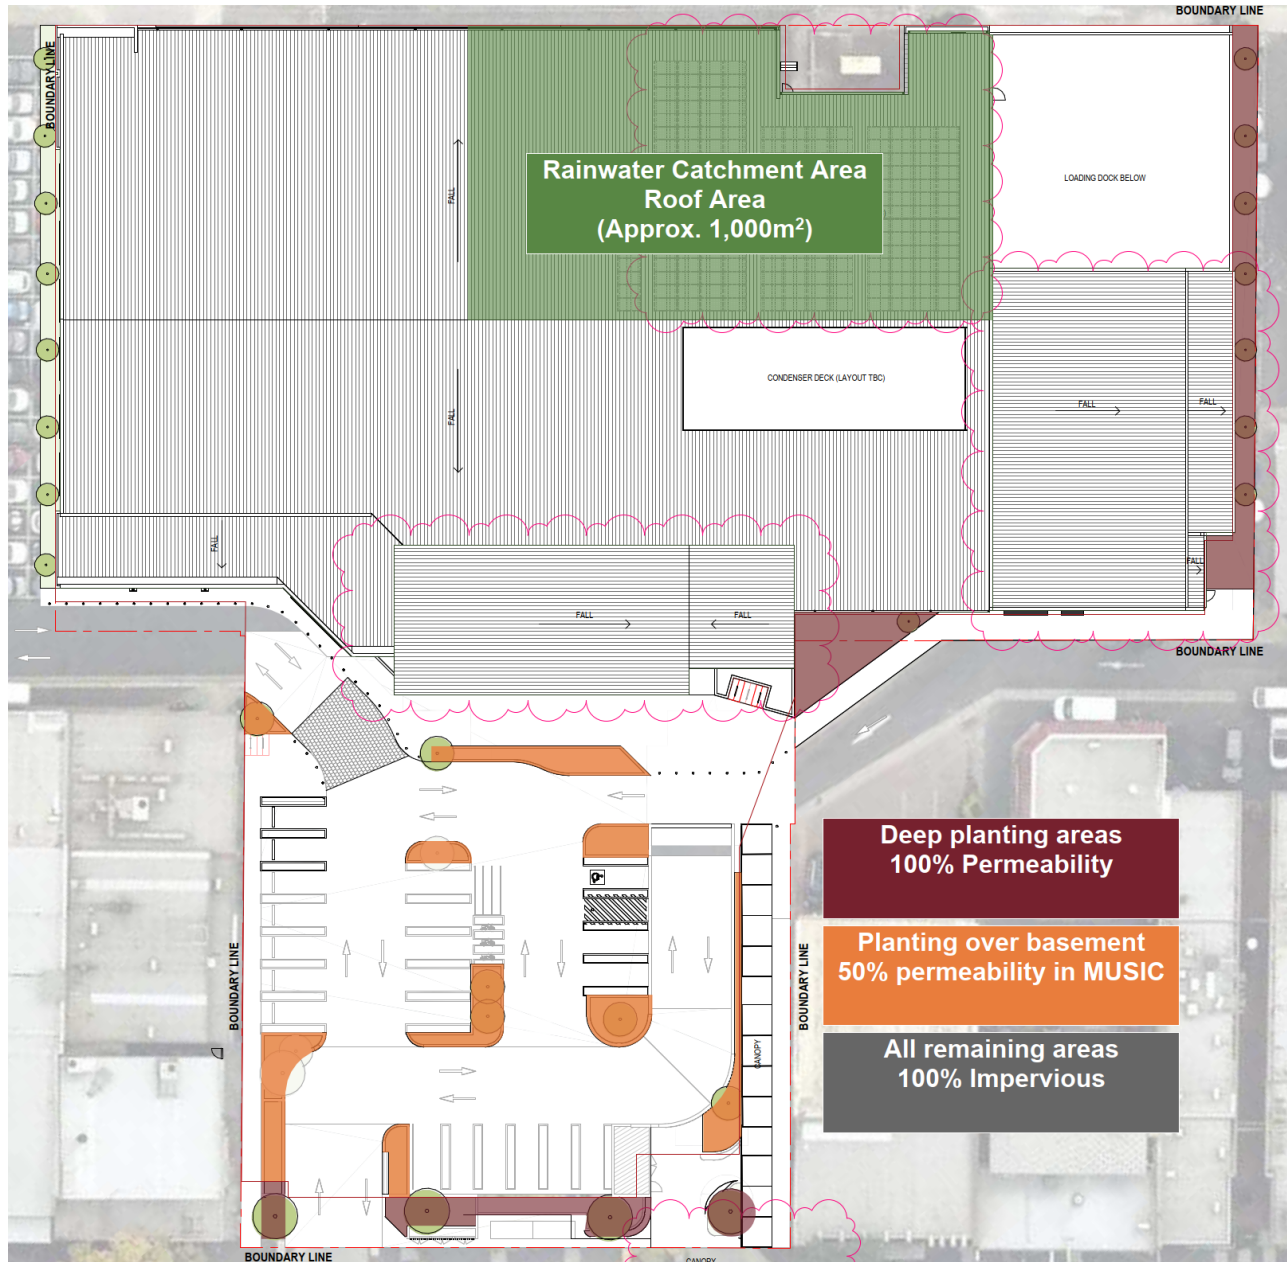 BOUNDARY LINE
BOUNDARY LINE
Rainwater Catchment Area
Roof Area
(Approx. 1,000m²)
LOADING DOCK BELOW
FALL
CONDENSER DECK (LAYOUT TBC)
FALL
FALL
FALL
FALL
FALL
FALL
FALL
BOUNDARY LINE
Deep planting areas
100% Permeability
Planting over basement
50% permeability in MUSIC
All remaining areas
100% Impervious
BOUNDARY LINE
BOUNDARY LINE
CANOPY
BOUNDARY LINE
CANOPY